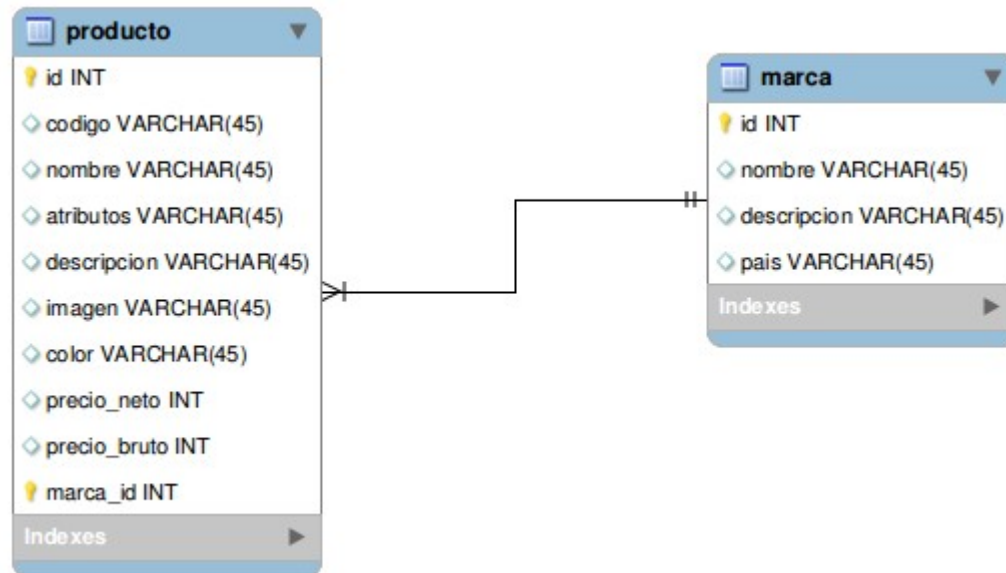 producto
id INT
codigo VARCHAR(45)
nombre VARCHAR(45)
atributos VARCHAR(45)
descripcion VARCHAR(45)
imagen VARCHAR(45)
color VARCHAR(45)
precio_neto INT
precio_bruto INT
marca_id INT
Indexes
marca
id INT
nombre VARCHAR(45)
descripcion VARCHAR(45)
pais VARCHAR(45)
Indexes